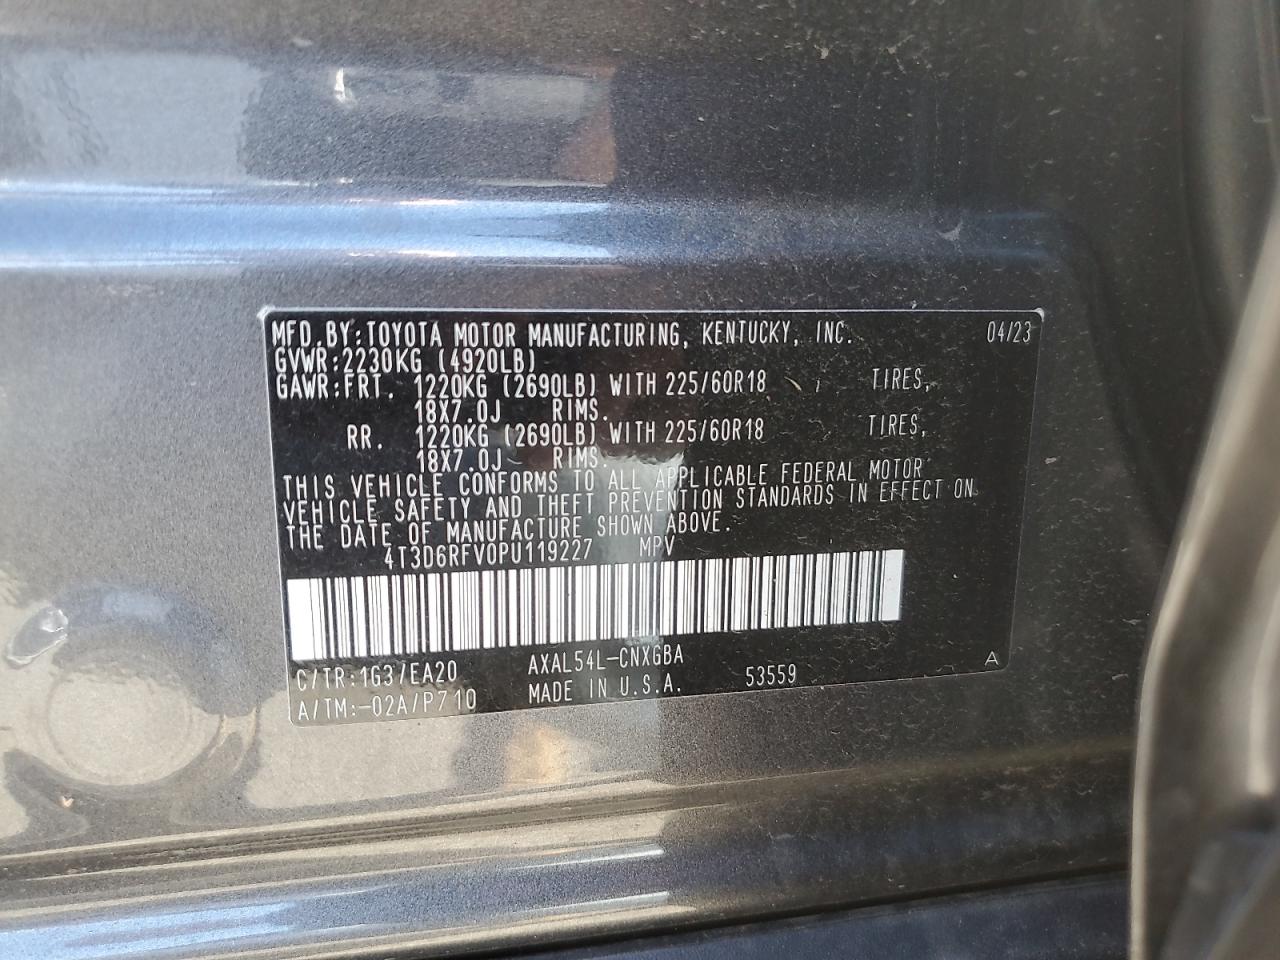 MFD.BY:TOYOTA MOTOR MANUFACTURING, KENTUCKY, INC. 04/23
GVWR:2230KG (4920LB)
GAWR:FRT. 1220KG (2690LB) WITH 225/60R18 TIRES,
18X7.0J RIMS.
RR. 1220KG (2690LB) WITH 225/60R18 TIRES,
18X7.0J RIMS.
THIS VEHICLE CONFORMS TO ALL APPLICABLE FEDERAL MOTOR
VEHICLE SAFETY AND THEFT PREVENTION STANDARDS IN EFFECT ON
THE DATE OF MANUFACTURE SHOWN ABOVE.
4T3D6RFV0PU119227 MPV
C/TR:1G3/EA20 AXAL54L-CNXGBA A
A/TM:-02A/P710 MADE IN U.S.A. 53559